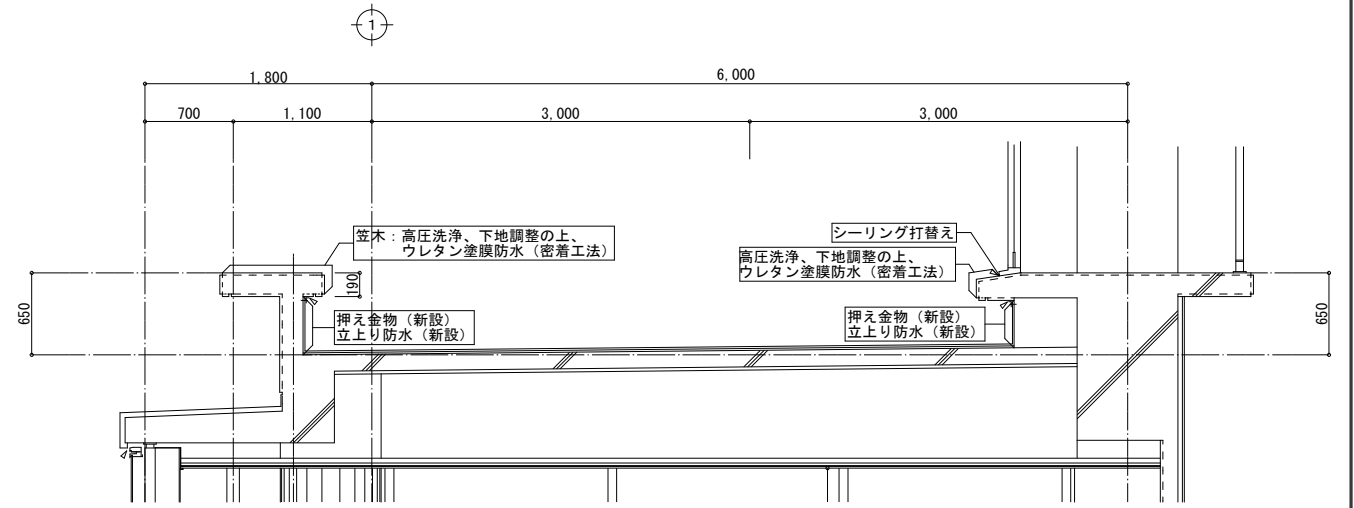 1
1,800
6,000
700
1,100
3,000
3,000
笠木：高圧洗浄、下地調整の上、
ウレタン塗膜防水（密着工法）
シーリング打替え
高圧洗浄、下地調整の上、
ウレタン塗膜防水（密着工法）
190
650
650
押え金物（新設）
立上り防水（新設）
押え金物（新設）
立上り防水（新設）